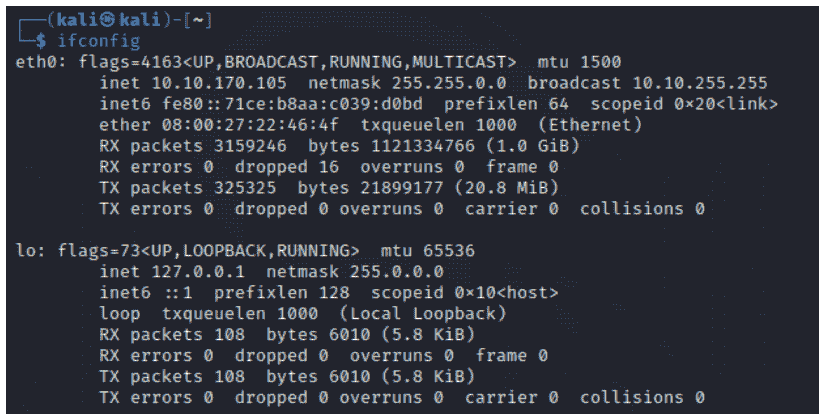 ┌──(kali㉿kali)-[~]
└─$ ifconfig
eth0: flags=4163<UP,BROADCAST,RUNNING,MULTICAST>  mtu 1500
        inet 10.10.170.105  netmask 255.255.0.0  broadcast 10.10.255.255
        inet6 fe80::71ce:b8aa:c039:d0bd  prefixlen 64  scopeid 0×20<link>
        ether 08:00:27:22:46:4f  txqueuelen 1000  (Ethernet)
        RX packets 3159246  bytes 1121334766 (1.0 GiB)
        RX errors 0  dropped 16  overruns 0  frame 0
        TX packets 325325  bytes 21899177 (20.8 MiB)
        TX errors 0  dropped 0 overruns 0  carrier 0  collisions 0

lo: flags=73<UP,LOOPBACK,RUNNING>  mtu 65536
        inet 127.0.0.1  netmask 255.0.0.0
        inet6 ::1  prefixlen 128  scopeid 0×10<host>
        loop  txqueuelen 1000  (Local Loopback)
        RX packets 108  bytes 6010 (5.8 KiB)
        RX errors 0  dropped 0  overruns 0  frame 0
        TX packets 108  bytes 6010 (5.8 KiB)
        TX errors 0  dropped 0 overruns 0  carrier 0  collisions 0